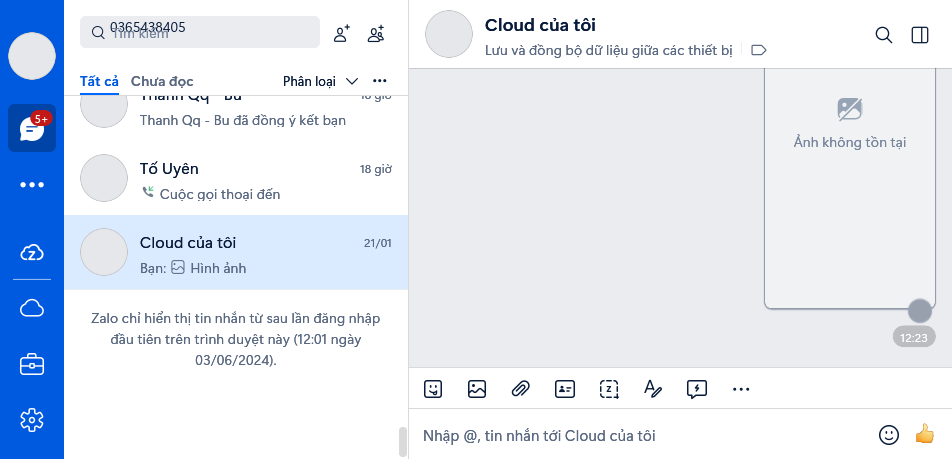 0365438405
Tìm kiếm
Tất cả
Chưa đọc
Phân loại
5+
Thanh Qq - Bu
18 giờ
Thanh Qq - Bu đã đồng ý kết bạn
Tố Uyên
18 giờ
Cuộc gọi thoại đến
Cloud của tôi
21/01
Bạn: Hình ảnh
Zalo chỉ hiển thị tin nhắn từ sau lần đăng nhập
đầu tiên trên trình duyệt này (12:01 ngày
03/06/2024).
Cloud của tôi
Lưu và đồng bộ dữ liệu giữa các thiết bị
Ảnh không tồn tại
12:23
Nhập @, tin nhắn tới Cloud của tôi